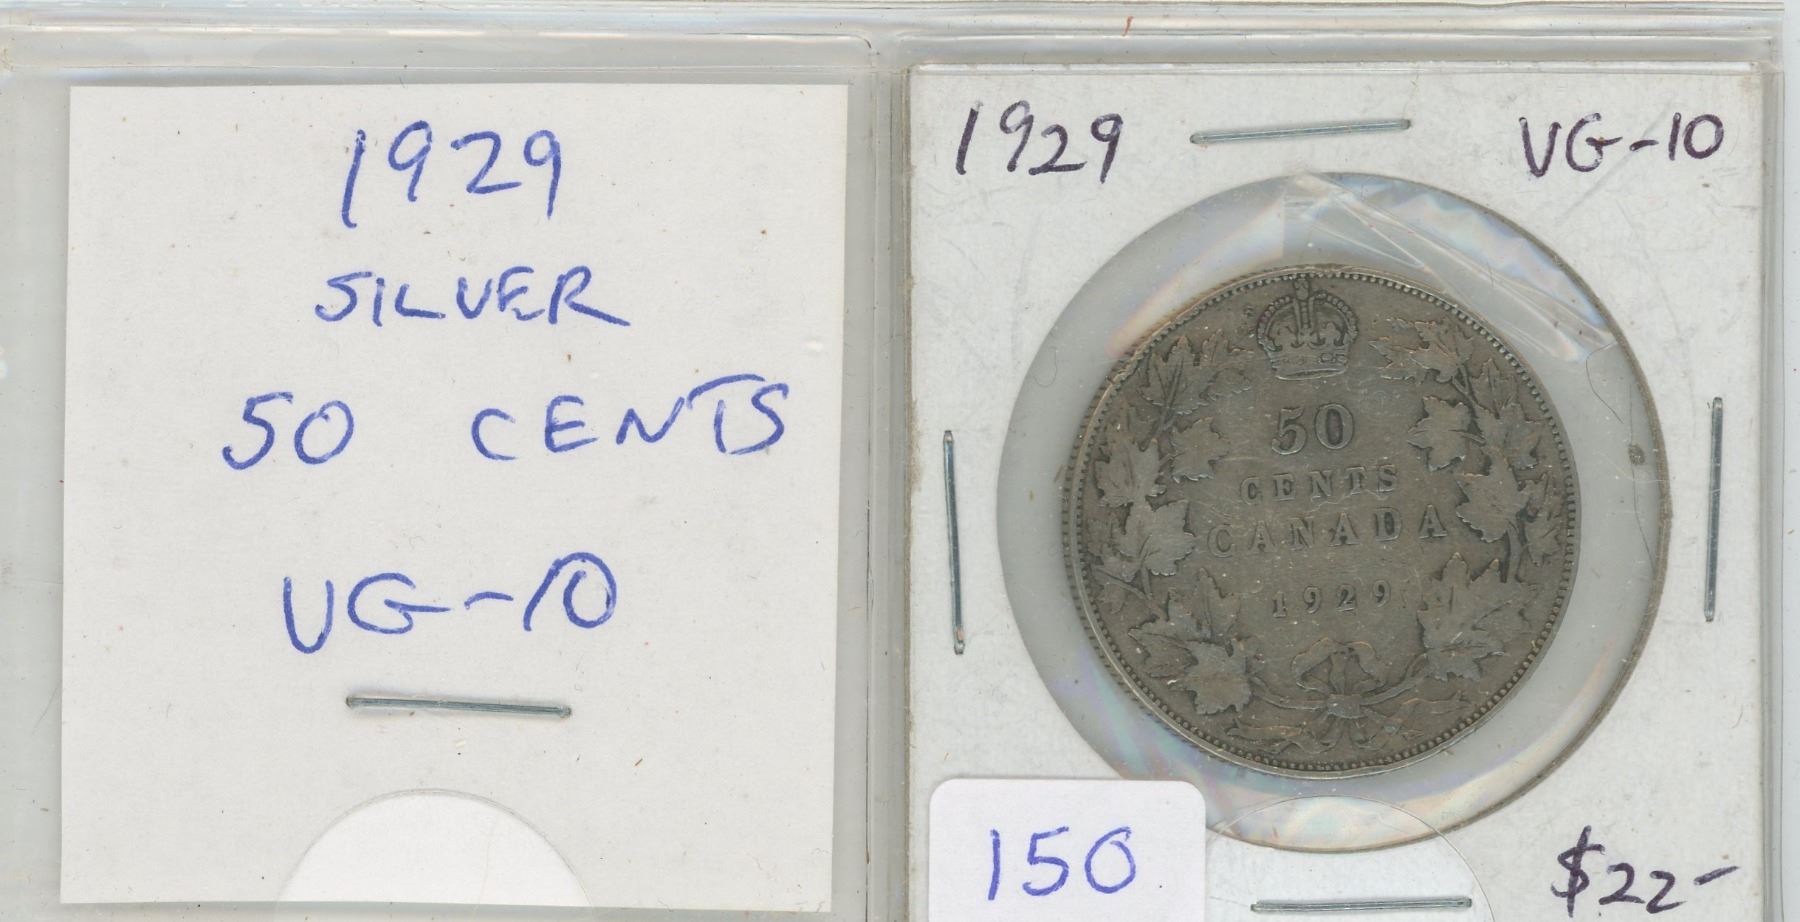 1929
SILVER
50 CENTS
VG-10
1929 VG-10
50
CENTS
CANADA
1929
150
$22-